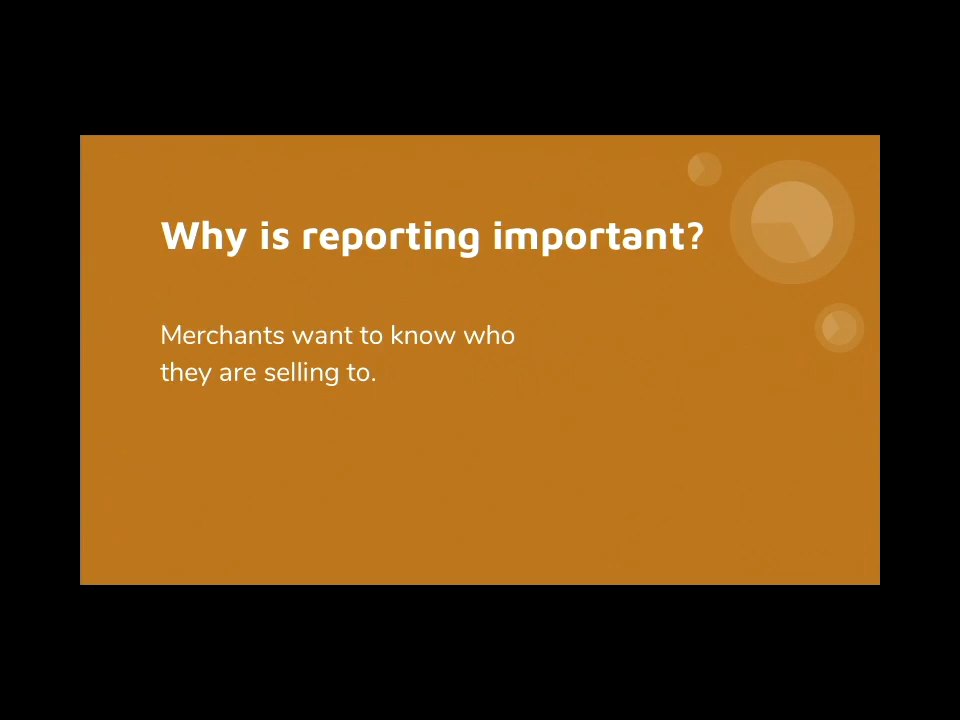 Why is reporting important?
Merchants want to know who
they are selling to.